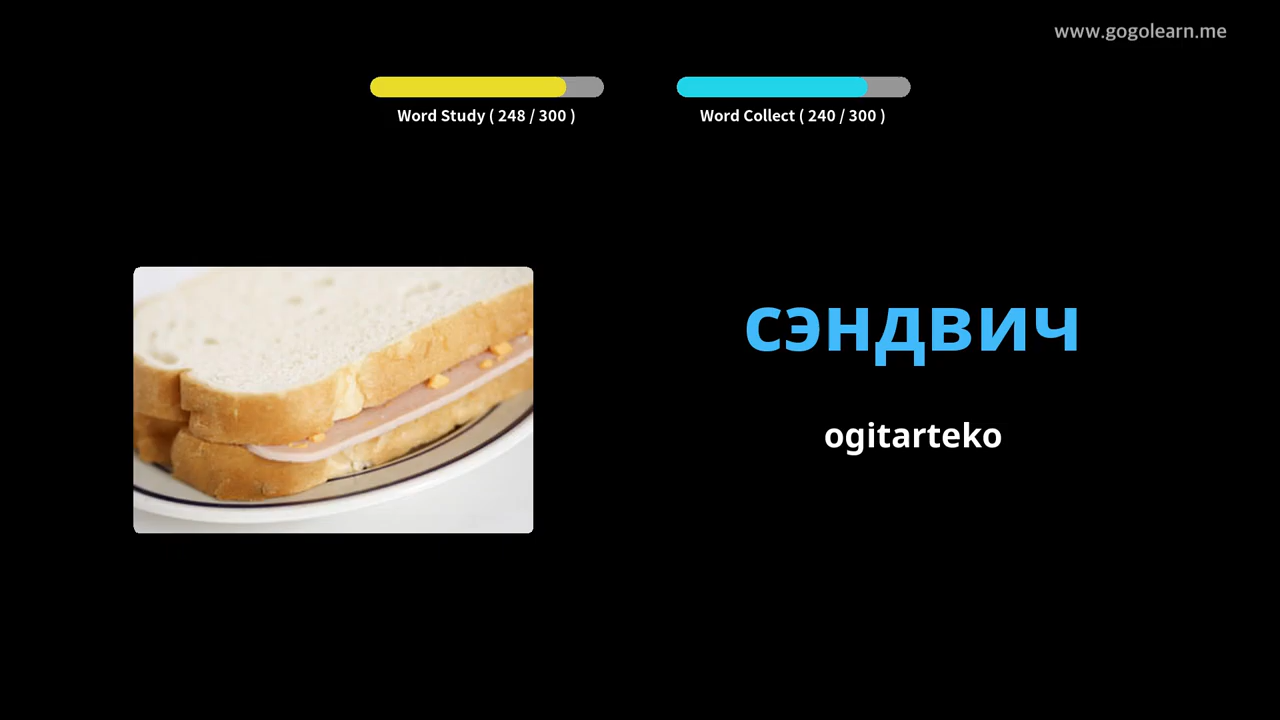 www.gogolearn.me
Word Study ( 248 / 300 )
Word Collect ( 240 / 300 )
сэндвич
ogitarteko